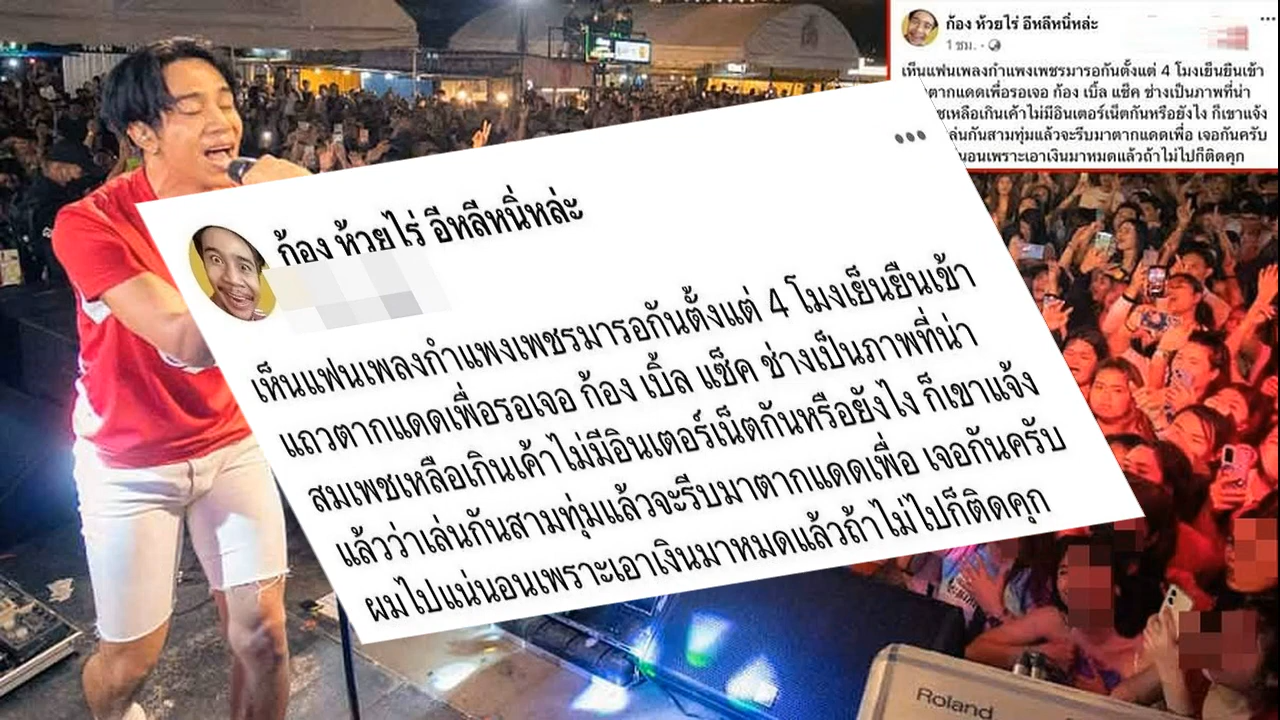 ก้อง ห้วยไร่ อีหลีหนิ่หล่ะ
1 ชม.
เห็นแฟนเพลงกำแพงเพชรมารอกันตั้งแต่ 4 โมงเย็นยืนเข้า
ตากแดดเพื่อรอเจอ ก้อง เบิ้ล แช็ค ช่างเป็นภาพที่น่า
เหลือเกินเค้าไม่มีอินเตอร์เน็ตกันหรือยังไง ก็เขาแจ้ง
เล่นกันสามทุ่มแล้วจะรีบมาตากแดดเพื่อ เจอกันครับ
นอนเพราะเอาเงินมาหมดแล้วถ้าไม่ไปก็ติดคุก
ก้อง ห้วยไร่ อีหลีหนิ่หล่ะ
เห็นแฟนเพลงกำแพงเพชรมารอกันตั้งแต่ 4 โมงเย็นยืนเข้า
แถวตากแดดเพื่อรอเจอ ก้อง เบิ้ล แช็ค ช่างเป็นภาพที่น่า
สมเพชเหลือเกินเค้าไม่มีอินเตอร์เน็ตกันหรือยังไง ก็เขาแจ้ง
แล้วว่าเล่นกันสามทุ่มแล้วจะรีบมาตากแดดเพื่อ เจอกันครับ
ผมไปแน่นอนเพราะเอาเงินมาหมดแล้วถ้าไม่ไปก็ติดคุก
Roland